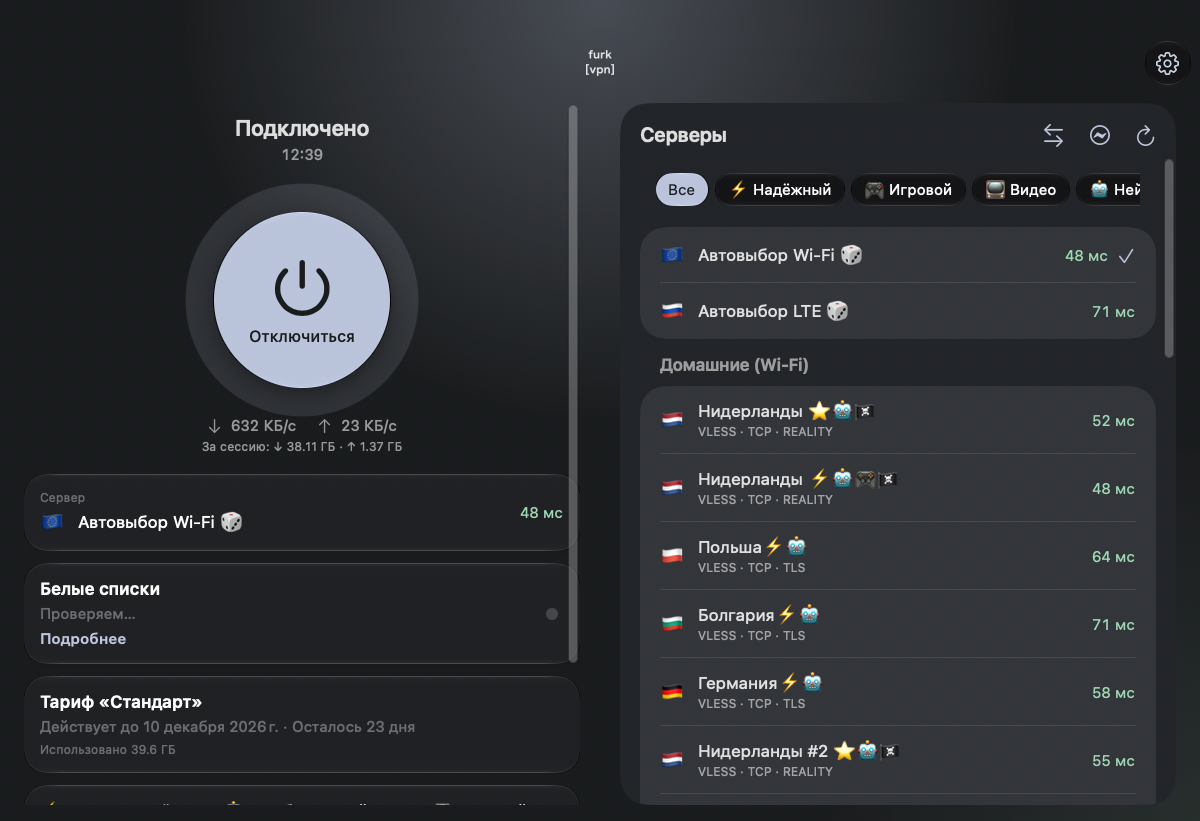 furk
[vpn]
Подключено
12:39
Отключиться
↓ 632 КБ/с ↑ 23 КБ/с
За сессию: ↓ 38.11 ГБ · ↑ 1.37 ГБ
Сервер
Автовыбор Wi-Fi 🎲
48 мс
Белые списки
Проверяем...
Подробнее
Тариф «Стандарт»
Действует до 10 декабря 2026 г. · Осталось 23 дня
Использовано 39.6 ГБ
Серверы
Все ⚡ Надёжный 🎮 Игровой 📺 Видео 🤖 Ней
Автовыбор Wi-Fi 🎲 48 мс
Автовыбор LTE 🎲 71 мс
Домашние (Wi-Fi)
Нидерланды ⭐🤖🏴‍☠️ 52 мс
VLESS · TCP · REALITY
Нидерланды ⚡🤖🎮🏴‍☠️ 48 мс
VLESS · TCP · REALITY
Польша⚡🤖 64 мс
VLESS · TCP · TLS
Болгария⚡🤖 71 мс
VLESS · TCP · TLS
Германия⚡🤖 58 мс
VLESS · TCP · TLS
Нидерланды #2 ⭐🤖🏴‍☠️ 55 мс
VLESS · TCP · REALITY